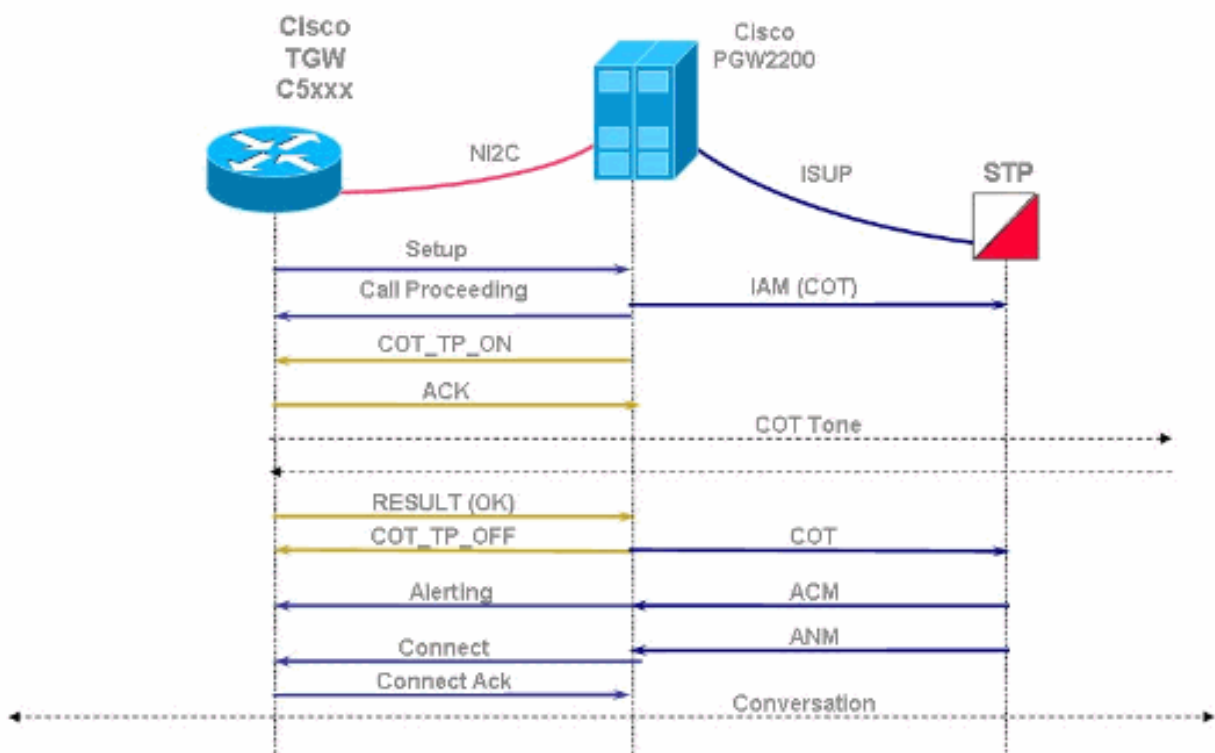 Cisco
TGW
C5xxx
Cisco
PGW2200
NI2C
ISUP
STP
Setup
Call Proceeding
IAM (COT)
COT_TP_ON
ACK
COT Tone
RESULT (OK)
COT_TP_OFF
COT
Alerting
ACM
ANM
Connect
Connect Ack
Conversation